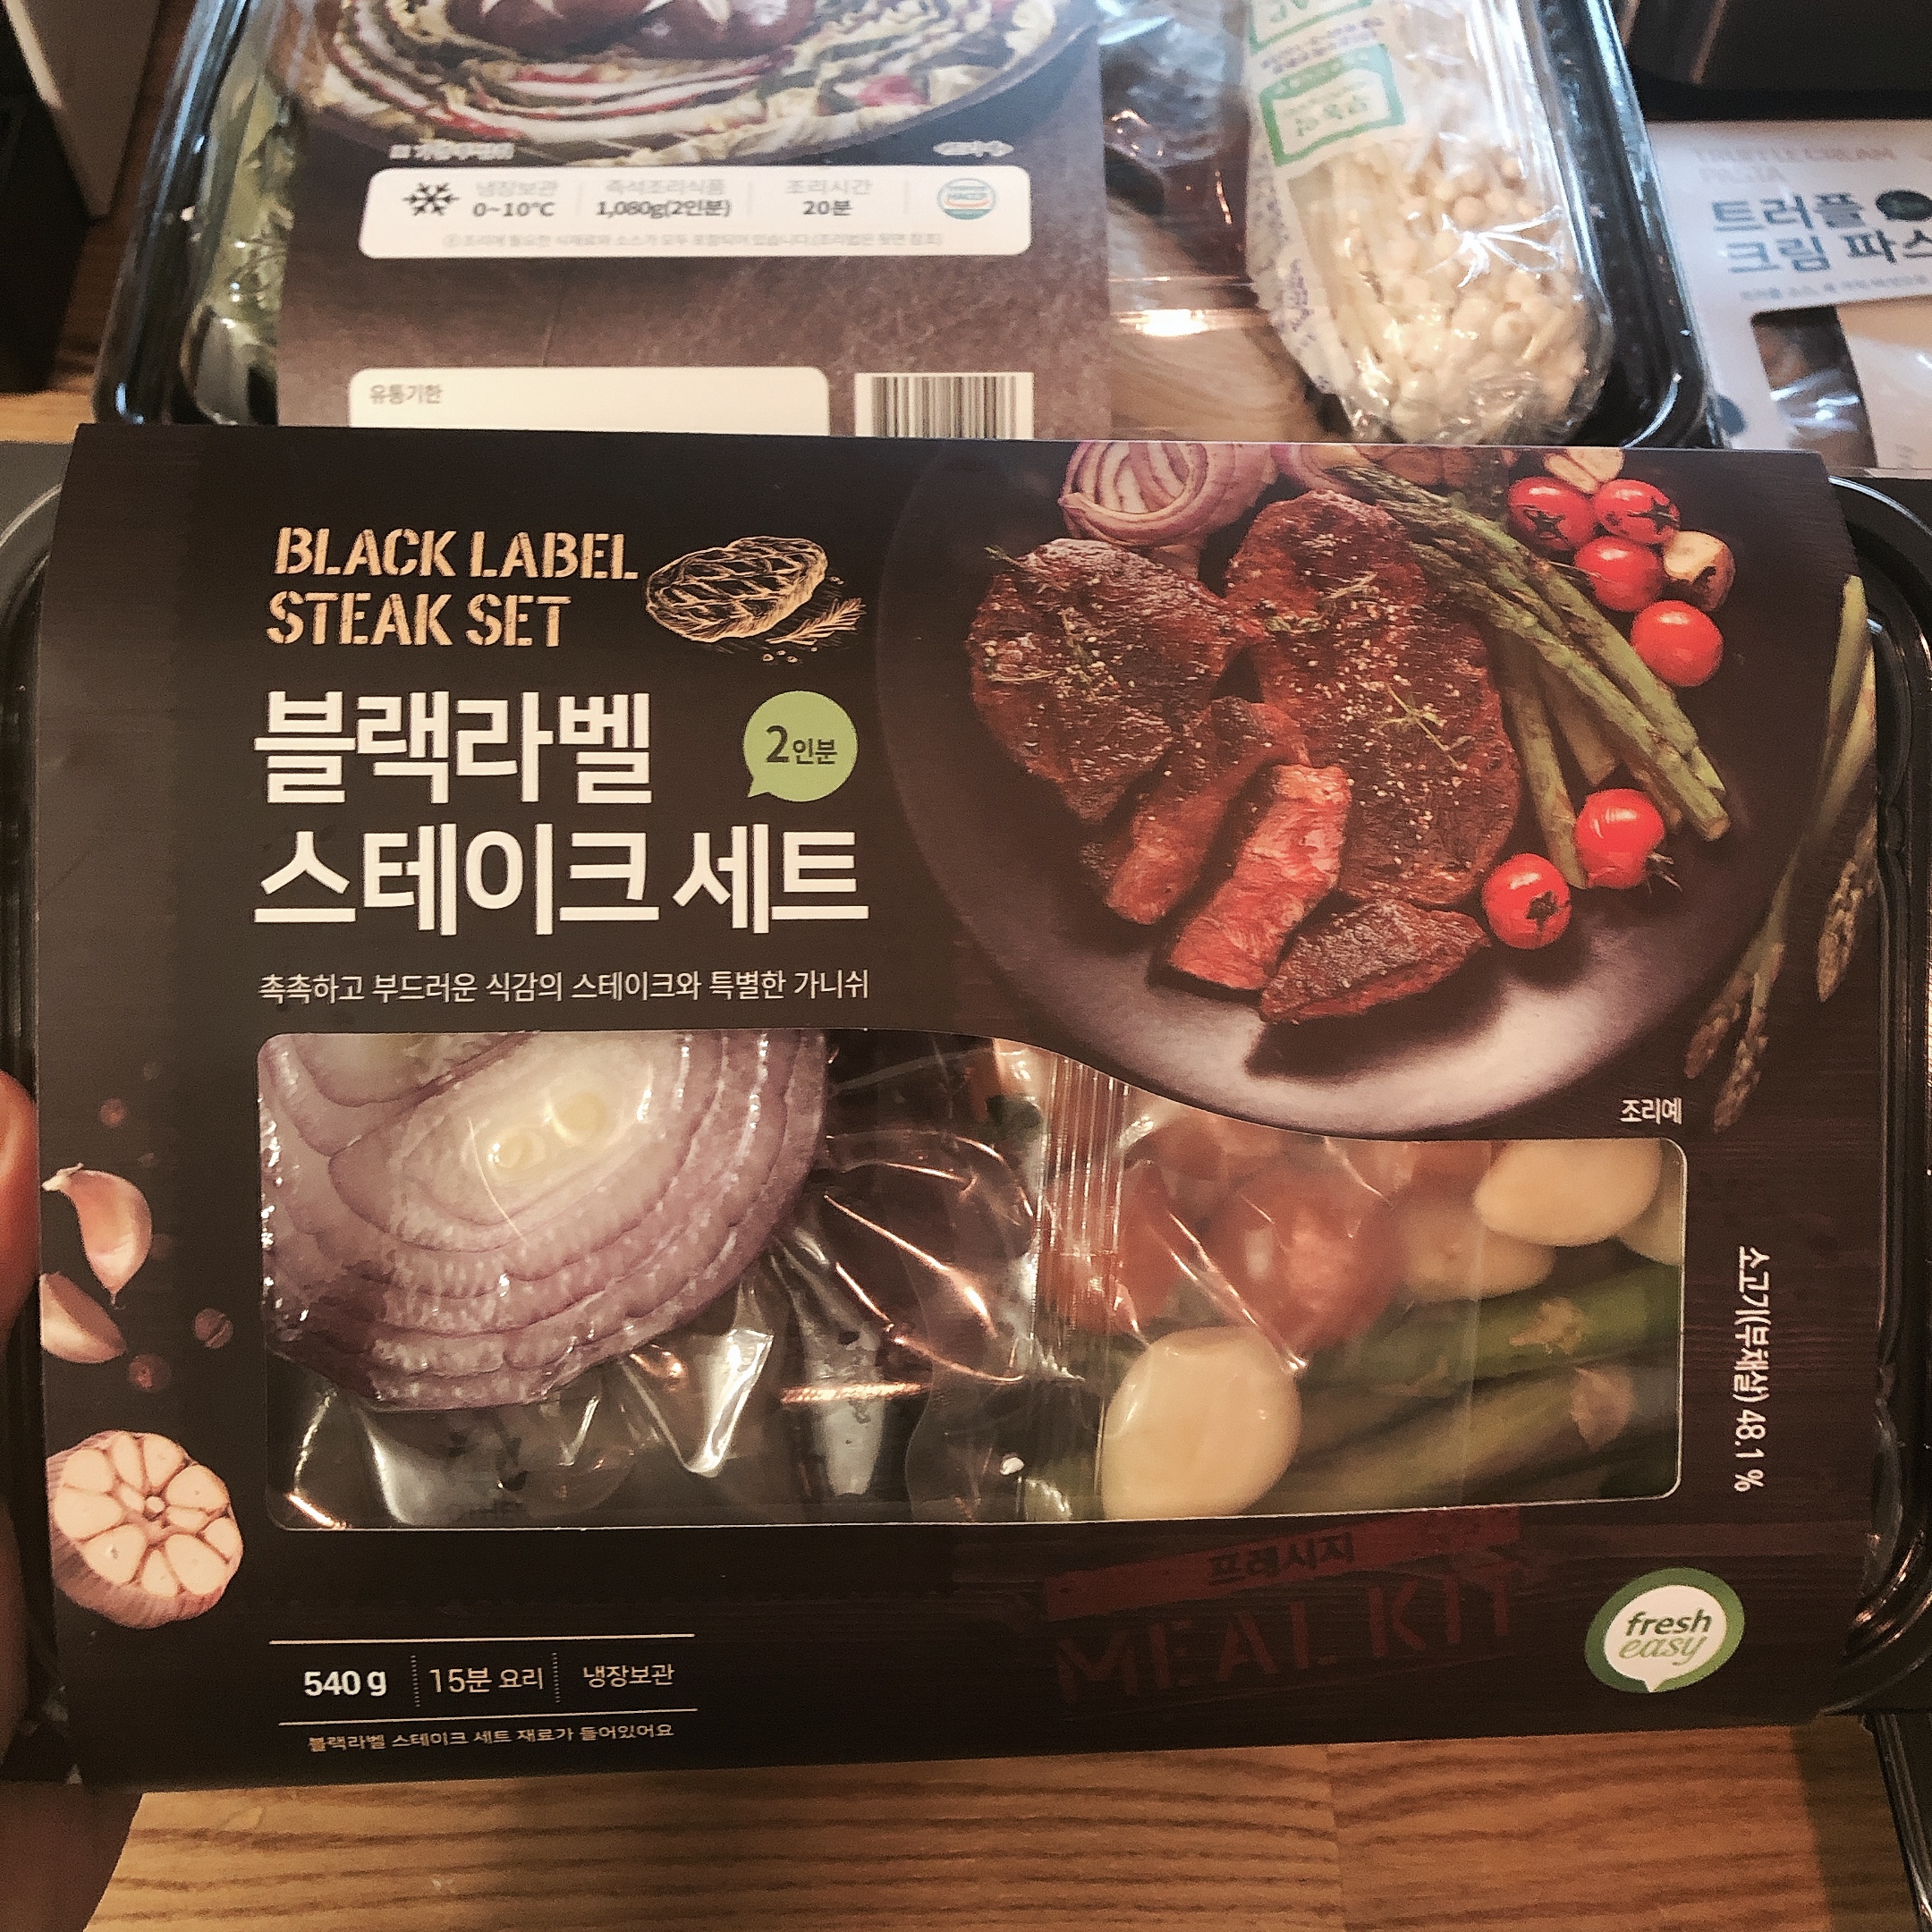 냉장보관
0~10℃
즉석조리식품
1,080g(2인분)
조리시간
20분
HACCP
유통기한
트러플
크림 파스
BLACK LABEL
STEAK SET
블랙라벨
2인분
스테이크 세트
촉촉하고 부드러운 식감의 스테이크와 특별한 가니쉬
조리예
소고기(부채살) 48.1 %
프레시지
MEAL KIT
fresh
easy
540 g
15분 요리
냉장보관
블랙라벨 스테이크 세트 재료가 들어있어요